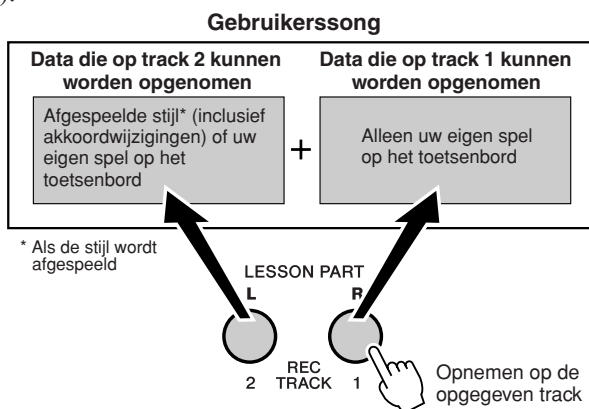 ).
Gebruikerssong
Data die op track 2 kunnen
worden opgenomen
Data die op track 1 kunnen
worden opgenomen
Afgespeelde stijl* (inclusief
akkoordwijzigingen) of uw
eigen spel op het
toetsenbord
+
Alleen uw eigen spel
op het toetsenbord
* Als de stijl wordt
afgespeeld
LESSON PART
L R
REC
2 TRACK 1
Opnemen op de
opgegeven track